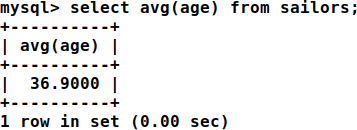 mysql> select avg(age) from sailors;
+----------+
| avg(age) |
+----------+
|  36.9000 |
+----------+
1 row in set (0.00 sec)